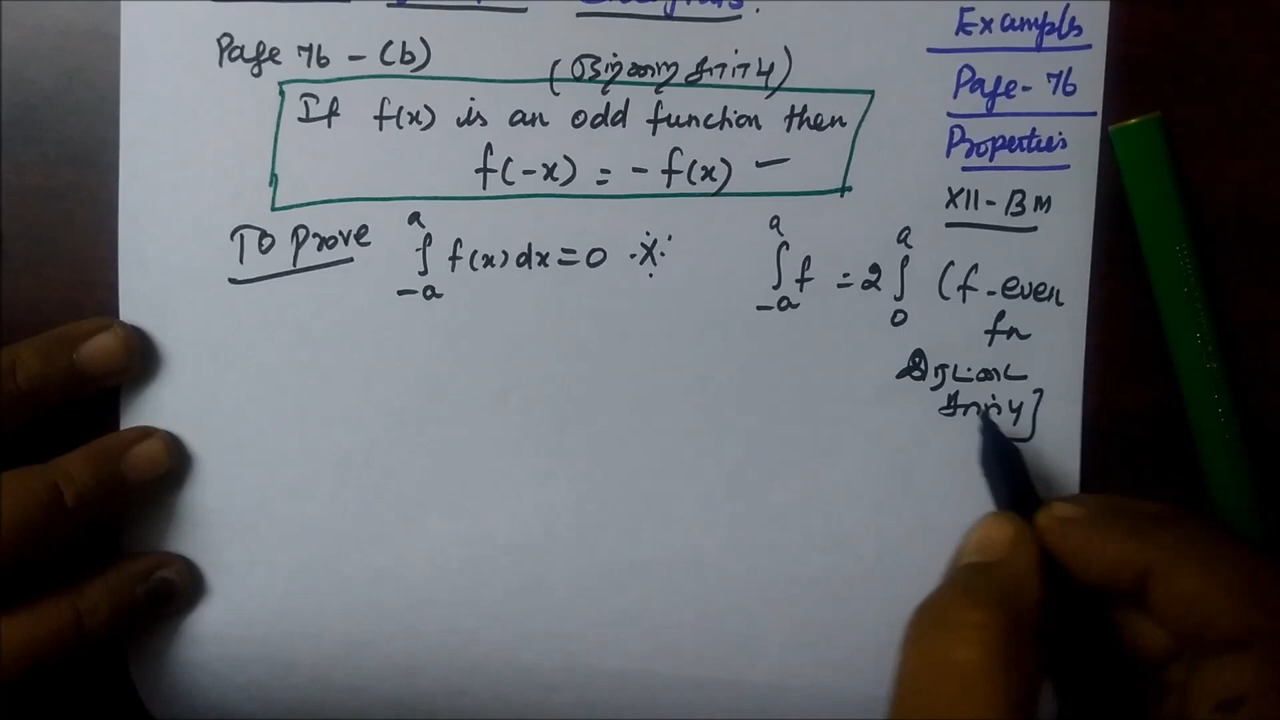 Page 76 - (b)
If f(x) is an odd function then
f(-x) = - f(x) —
To prove ∫_{-a}^{a} f(x) dx = 0
∫_{-a}^{a} f = 2 ∫_{0}^{a} (f - even
fn
சார்பு]
Examples
Page - 76
Properties
XII - BM